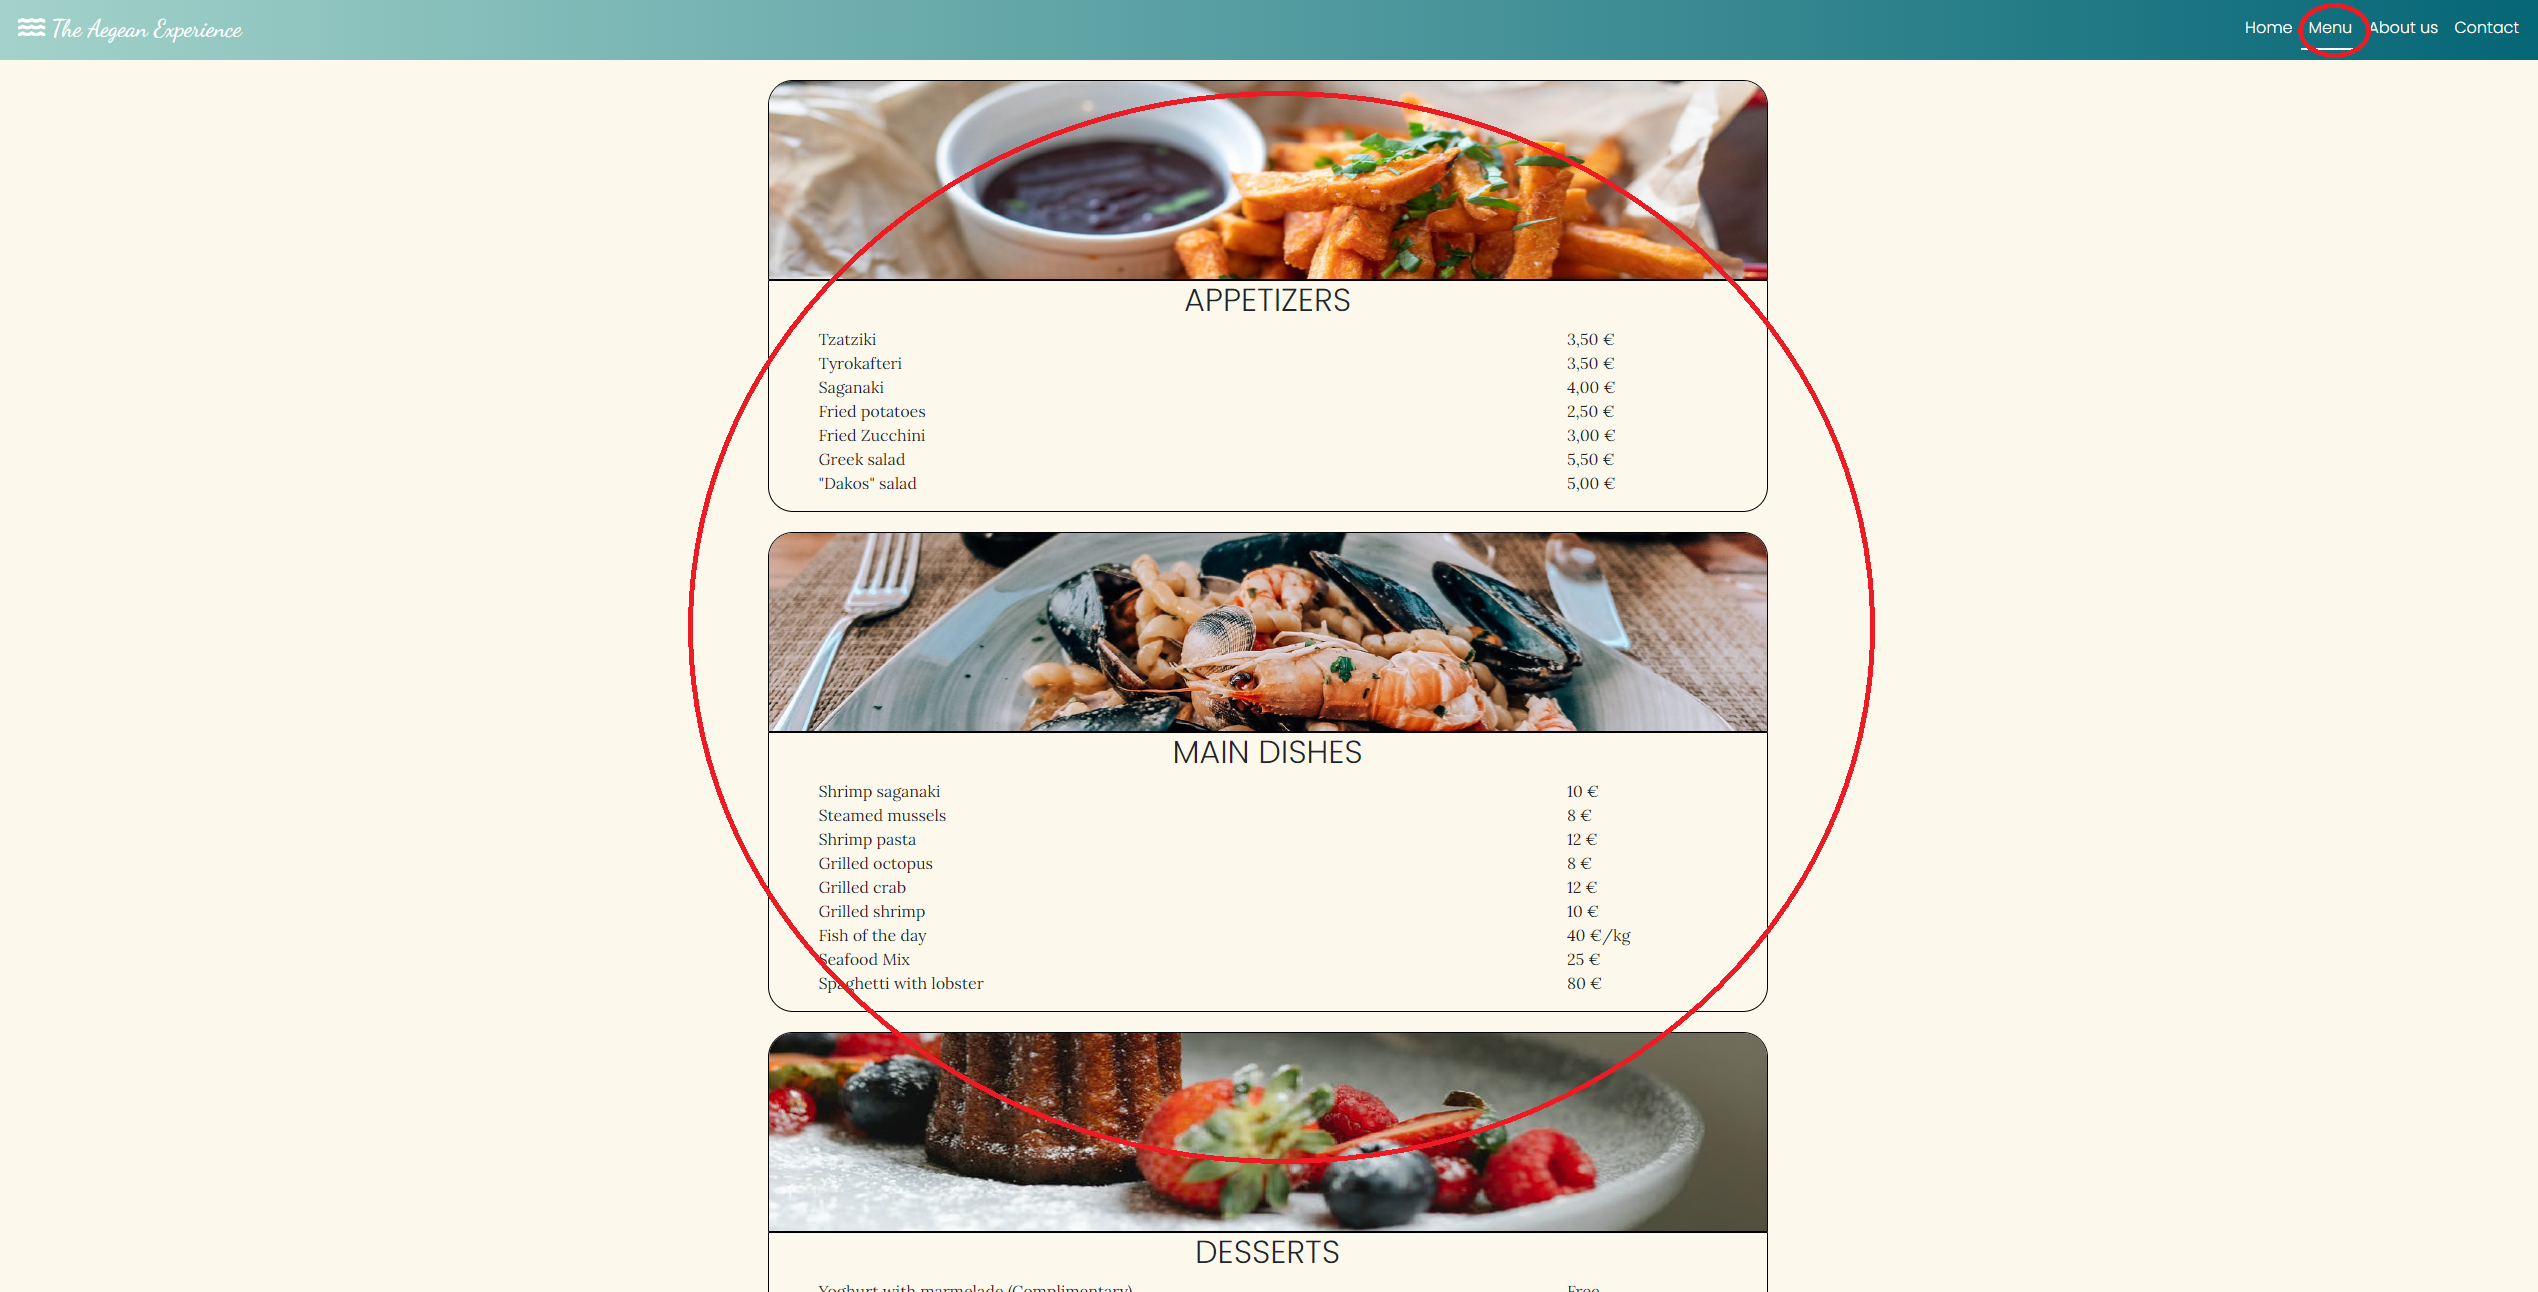 The Aegean Experience
Home Menu About us Contact
APPETIZERS
Tzatziki 3,50 €
Tyrokafteri 3,50 €
Saganaki 4,00 €
Fried potatoes 2,50 €
Fried Zucchini 3,00 €
Greek salad 5,50 €
"Dakos" salad 5,00 €
MAIN DISHES
Shrimp saganaki 10 €
Steamed mussels 8 €
Shrimp pasta 12 €
Grilled octopus 8 €
Grilled crab 12 €
Grilled shrimp 10 €
Fish of the day 40 €/kg
Seafood Mix 25 €
Spaghetti with lobster 80 €
DESSERTS
Yoghurt with marmelade (Complimentary) Free